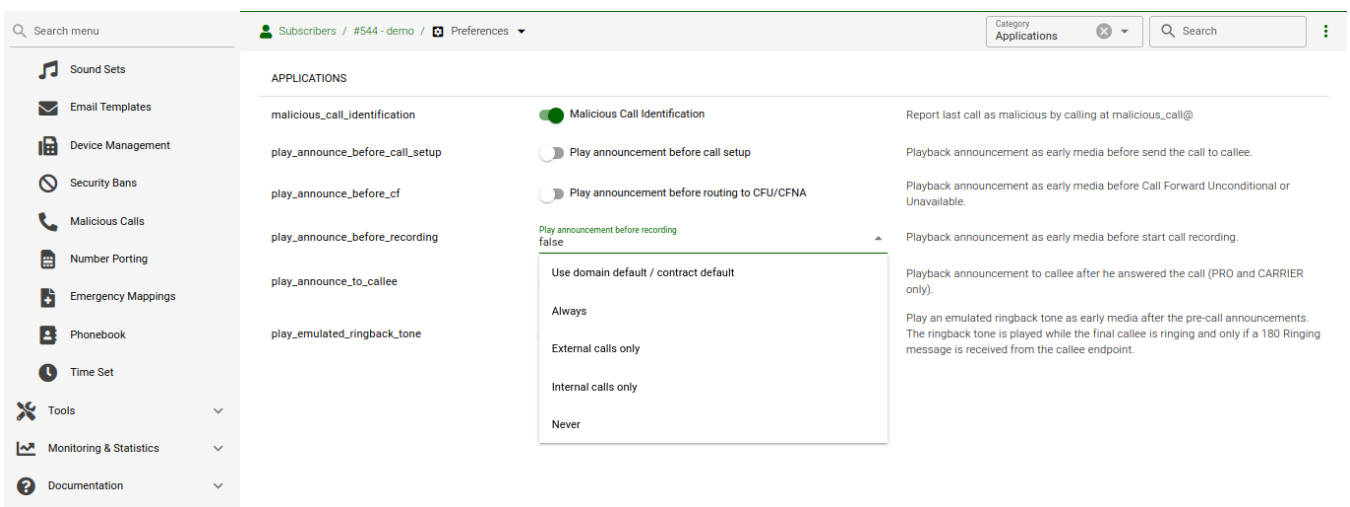 Search menu
Subscribers / #544 - demo / Preferences
Category
Applications
Search
Sound Sets
Email Templates
Device Management
Security Bans
Malicious Calls
Number Porting
Emergency Mappings
Phonebook
Time Set
Tools
Monitoring & Statistics
Documentation
APPLICATIONS
malicious_call_identification
Malicious Call Identification
Report last call as malicious by calling at malicious_call@
play_announce_before_call_setup
Play announcement before call setup
Playback announcement as early media before send the call to callee.
play_announce_before_cf
Play announcement before routing to CFU/CFNA
Playback announcement as early media before Call Forward Unconditional or
Unavailable.
play_announce_before_recording
Play announcement before recording
false
Playback announcement as early media before start call recording.
Use domain default / contract default
Always
External calls only
Internal calls only
Never
play_announce_to_callee
Playback announcement to callee after he answered the call (PRO and CARRIER
only).
play_emulated_ringback_tone
Play an emulated ringback tone as early media after the pre-call announcements.
The ringback tone is played while the final callee is ringing and only if a 180 Ringing
message is received from the callee endpoint.